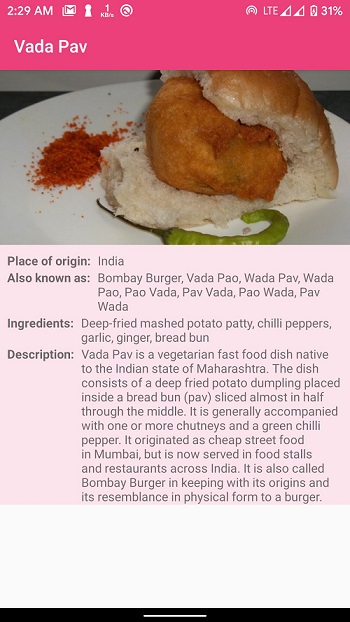 2:29 AM 1 KB/s LTE 31%
Vada Pav
Place of origin: India
Also known as: Bombay Burger, Vada Pao, Wada Pav, Wada
Pao, Pao Vada, Pav Vada, Pao Wada, Pav
Wada
Ingredients: Deep-fried mashed potato patty, chilli peppers,
garlic, ginger, bread bun
Description: Vada Pav is a vegetarian fast food dish native
to the Indian state of Maharashtra. The dish
consists of a deep fried potato dumpling placed
inside a bread bun (pav) sliced almost in half
through the middle. It is generally accompanied
with one or more chutneys and a green chilli
pepper. It originated as cheap street food
in Mumbai, but is now served in food stalls
and restaurants across India. It is also called
Bombay Burger in keeping with its origins and
its resemblance in physical form to a burger.